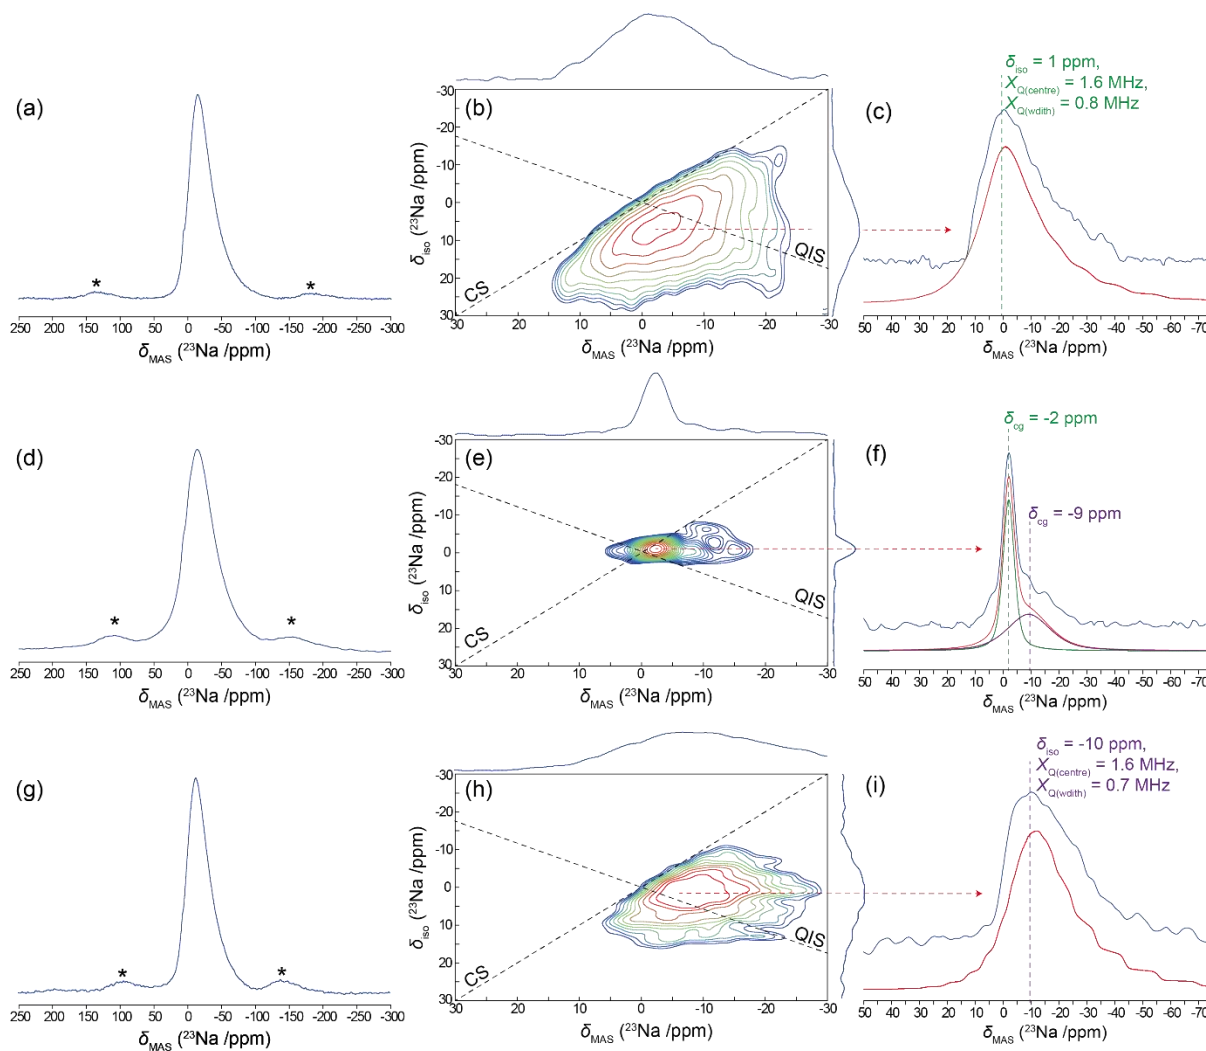 (a)
*
*
250 200 150 100 50 0 -50 -100 -150 -200 -250 -300
δMAS (23Na /ppm)
(b)
-30
-20
-10
0
10
20
30
δiso (23Na /ppm)
CS
QIS
30 20 10 0 -10 -20 -30
δMAS (23Na /ppm)
(c)
δiso = 1 ppm,
XQ(centre) = 1.6 MHz,
XQ(wdith) = 0.8 MHz
50 40 30 20 10 0 -10 -20 -30 -40 -50 -60 -70
δMAS (23Na /ppm)
(d)
*
*
250 200 150 100 50 0 -50 -100 -150 -200 -250 -300
δMAS (23Na /ppm)
(e)
-30
-20
-10
0
10
20
30
δiso (23Na /ppm)
CS
QIS
30 20 10 0 -10 -20 -30
δMAS (23Na /ppm)
(f)
δcg = -2 ppm
δcg = -9 ppm
50 40 30 20 10 0 -10 -20 -30 -40 -50 -60 -70
δMAS (23Na /ppm)
(g)
*
*
250 200 150 100 50 0 -50 -100 -150 -200 -250 -300
δMAS (23Na /ppm)
(h)
-30
-20
-10
0
10
20
30
δiso (23Na /ppm)
CS
QIS
30 20 10 0 -10 -20 -30
δMAS (23Na /ppm)
(i)
δiso = -10 ppm,
XQ(centre) = 1.6 MHz,
XQ(wdith) = 0.7 MHz
50 40 30 20 10 0 -10 -20 -30 -40 -50 -60 -70
δMAS (23Na /ppm)